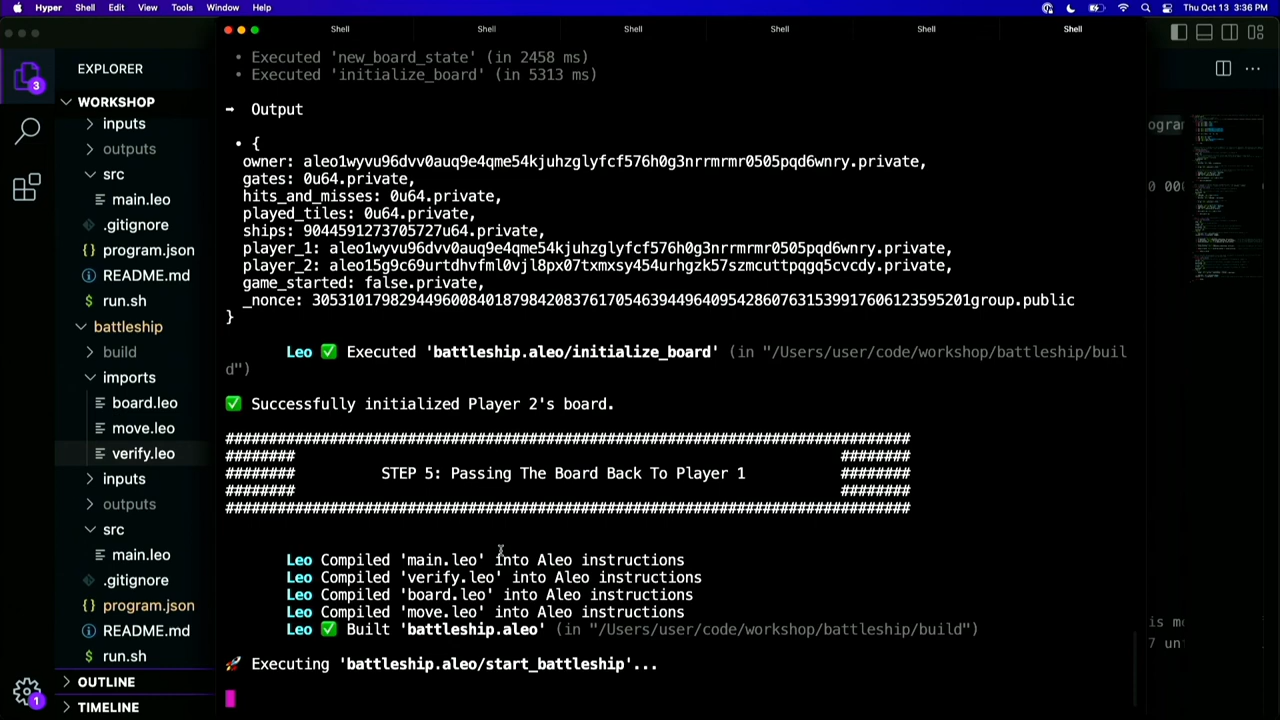 Hyper Shell Edit View Tools Window Help
Thu Oct 13 3:36 PM
Shell Shell Shell Shell Shell Shell
EXPLORER
WORKSHOP
inputs
outputs
src
main.leo
.gitignore
{} program.json
README.md
$ run.sh
battleship
build
imports
board.leo
move.leo
verify.leo
inputs
outputs
src
main.leo
.gitignore
{} program.json
README.md
$ run.sh
OUTLINE
TIMELINE
3
1
• Executed 'new_board_state' (in 2458 ms)
• Executed 'initialize_board' (in 5313 ms)
➡ Output
• {
owner: aleo1wyvu96dvv0auq9e4qme54kjuhzglyfcf576h0g3nrrmrmr0505pqd6wnry.private,
gates: 0u64.private,
hits_and_misses: 0u64.private,
played_tiles: 0u64.private,
ships: 9044591273705727u64.private,
player_1: aleo1wyvu96dvv0auq9e4qme54kjuhzglyfcf576h0g3nrrmrmr0505pqd6wnry.private,
player_2: aleo15g9c69urtdhvfml0vjl8px07txmxsy454urhgzk57szmcuttpqgq5cvcdy.private,
game_started: false.private,
_nonce: 3053101798294496008401879842083761705463944964095428607631539917606123595201group.public
}
Leo ✅ Executed 'battleship.aleo/initialize_board' (in "/Users/user/code/workshop/battleship/buil
d")
✅ Successfully initialized Player 2's board.
###############################################################################
######## ########
######## STEP 5: Passing The Board Back To Player 1 ########
######## ########
###############################################################################
Leo Compiled 'main.leo' into Aleo instructions
Leo Compiled 'verify.leo' into Aleo instructions
Leo Compiled 'board.leo' into Aleo instructions
Leo Compiled 'move.leo' into Aleo instructions
Leo ✅ Built 'battleship.aleo' (in "/Users/user/code/workshop/battleship/build")
🚀 Executing 'battleship.aleo/start_battleship'...